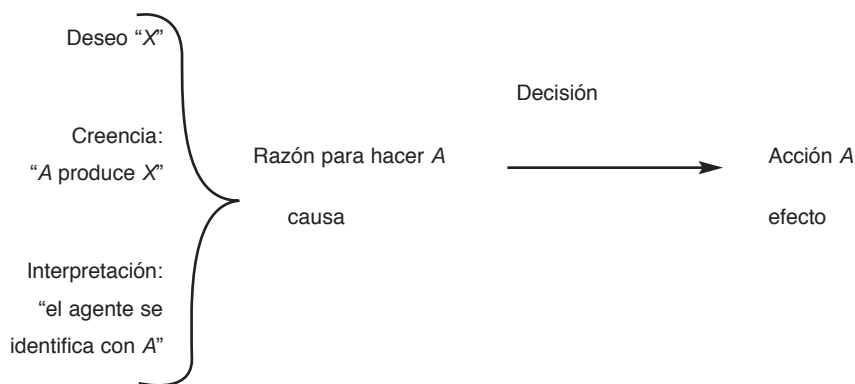 Deseo “X”
Creencia:
“A produce X”
Interpretación:
“el agente se
identifica con A”
Razón para hacer A
causa
Decisión
Acción A
efecto